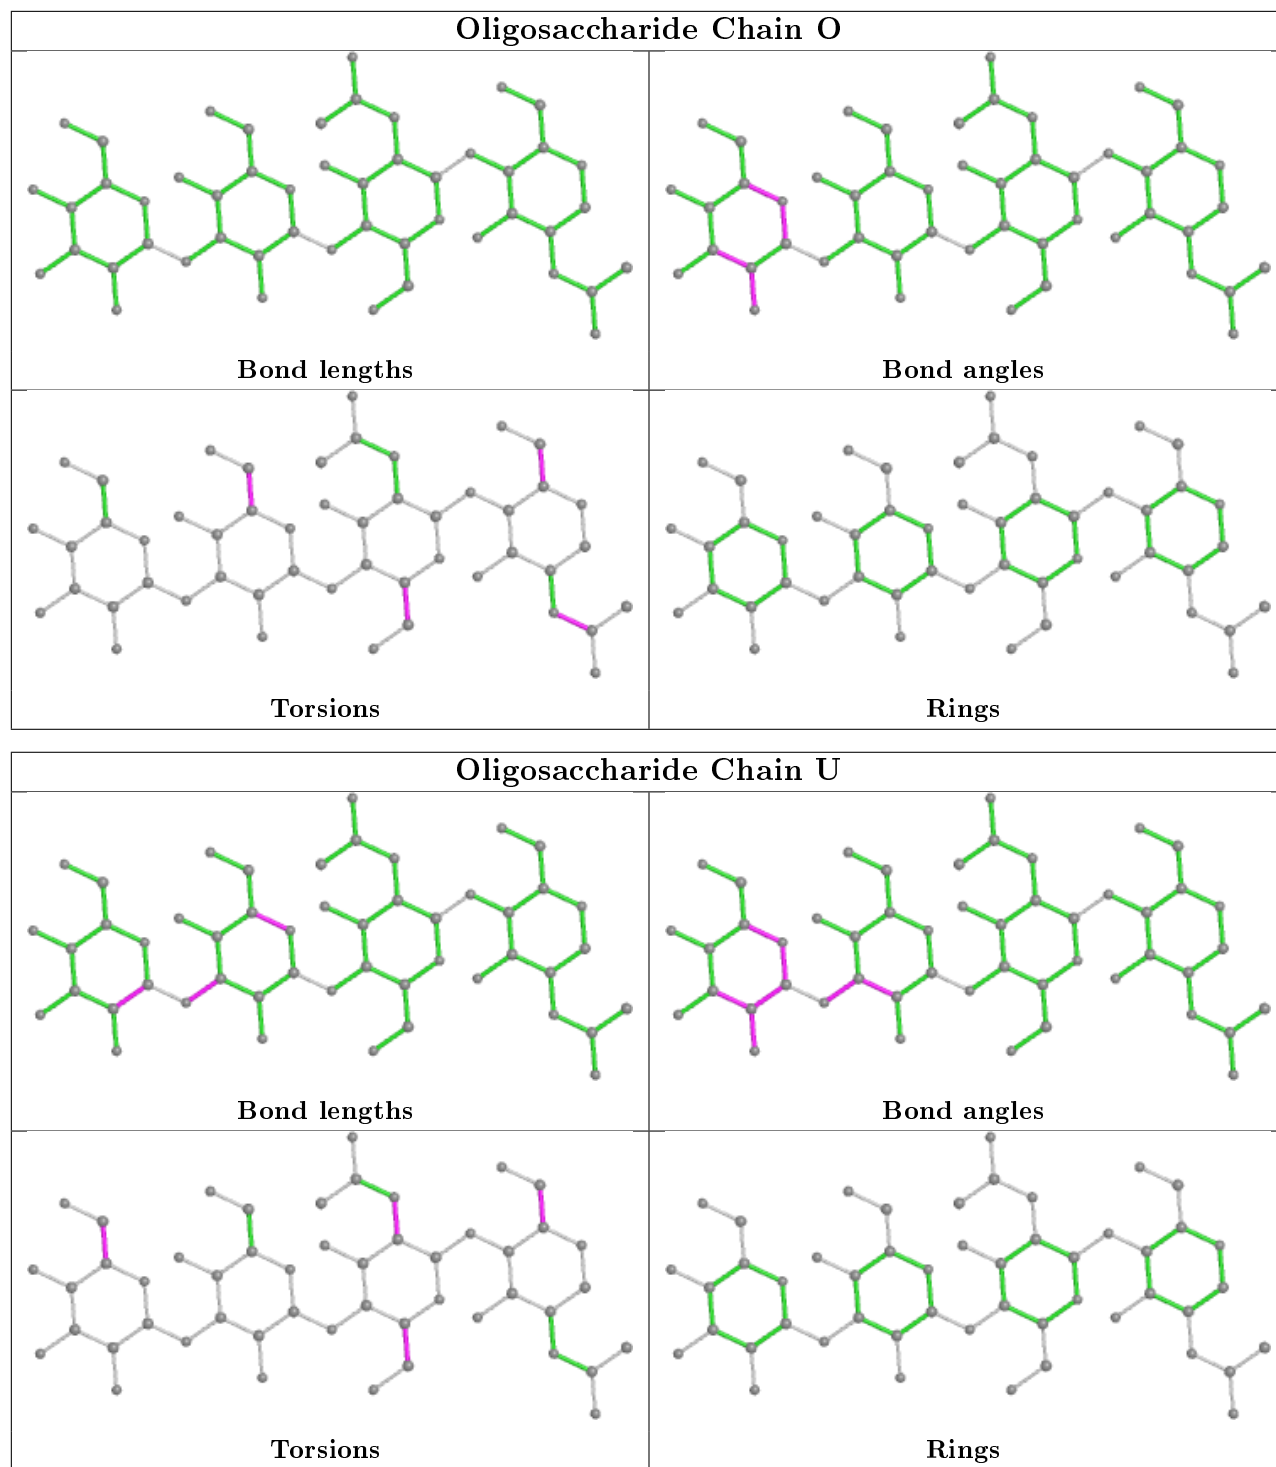 Oligosaccharide Chain O
Bond lengths
Bond angles
Torsions
Rings
Oligosaccharide Chain U
Bond lengths
Bond angles
Torsions
Rings